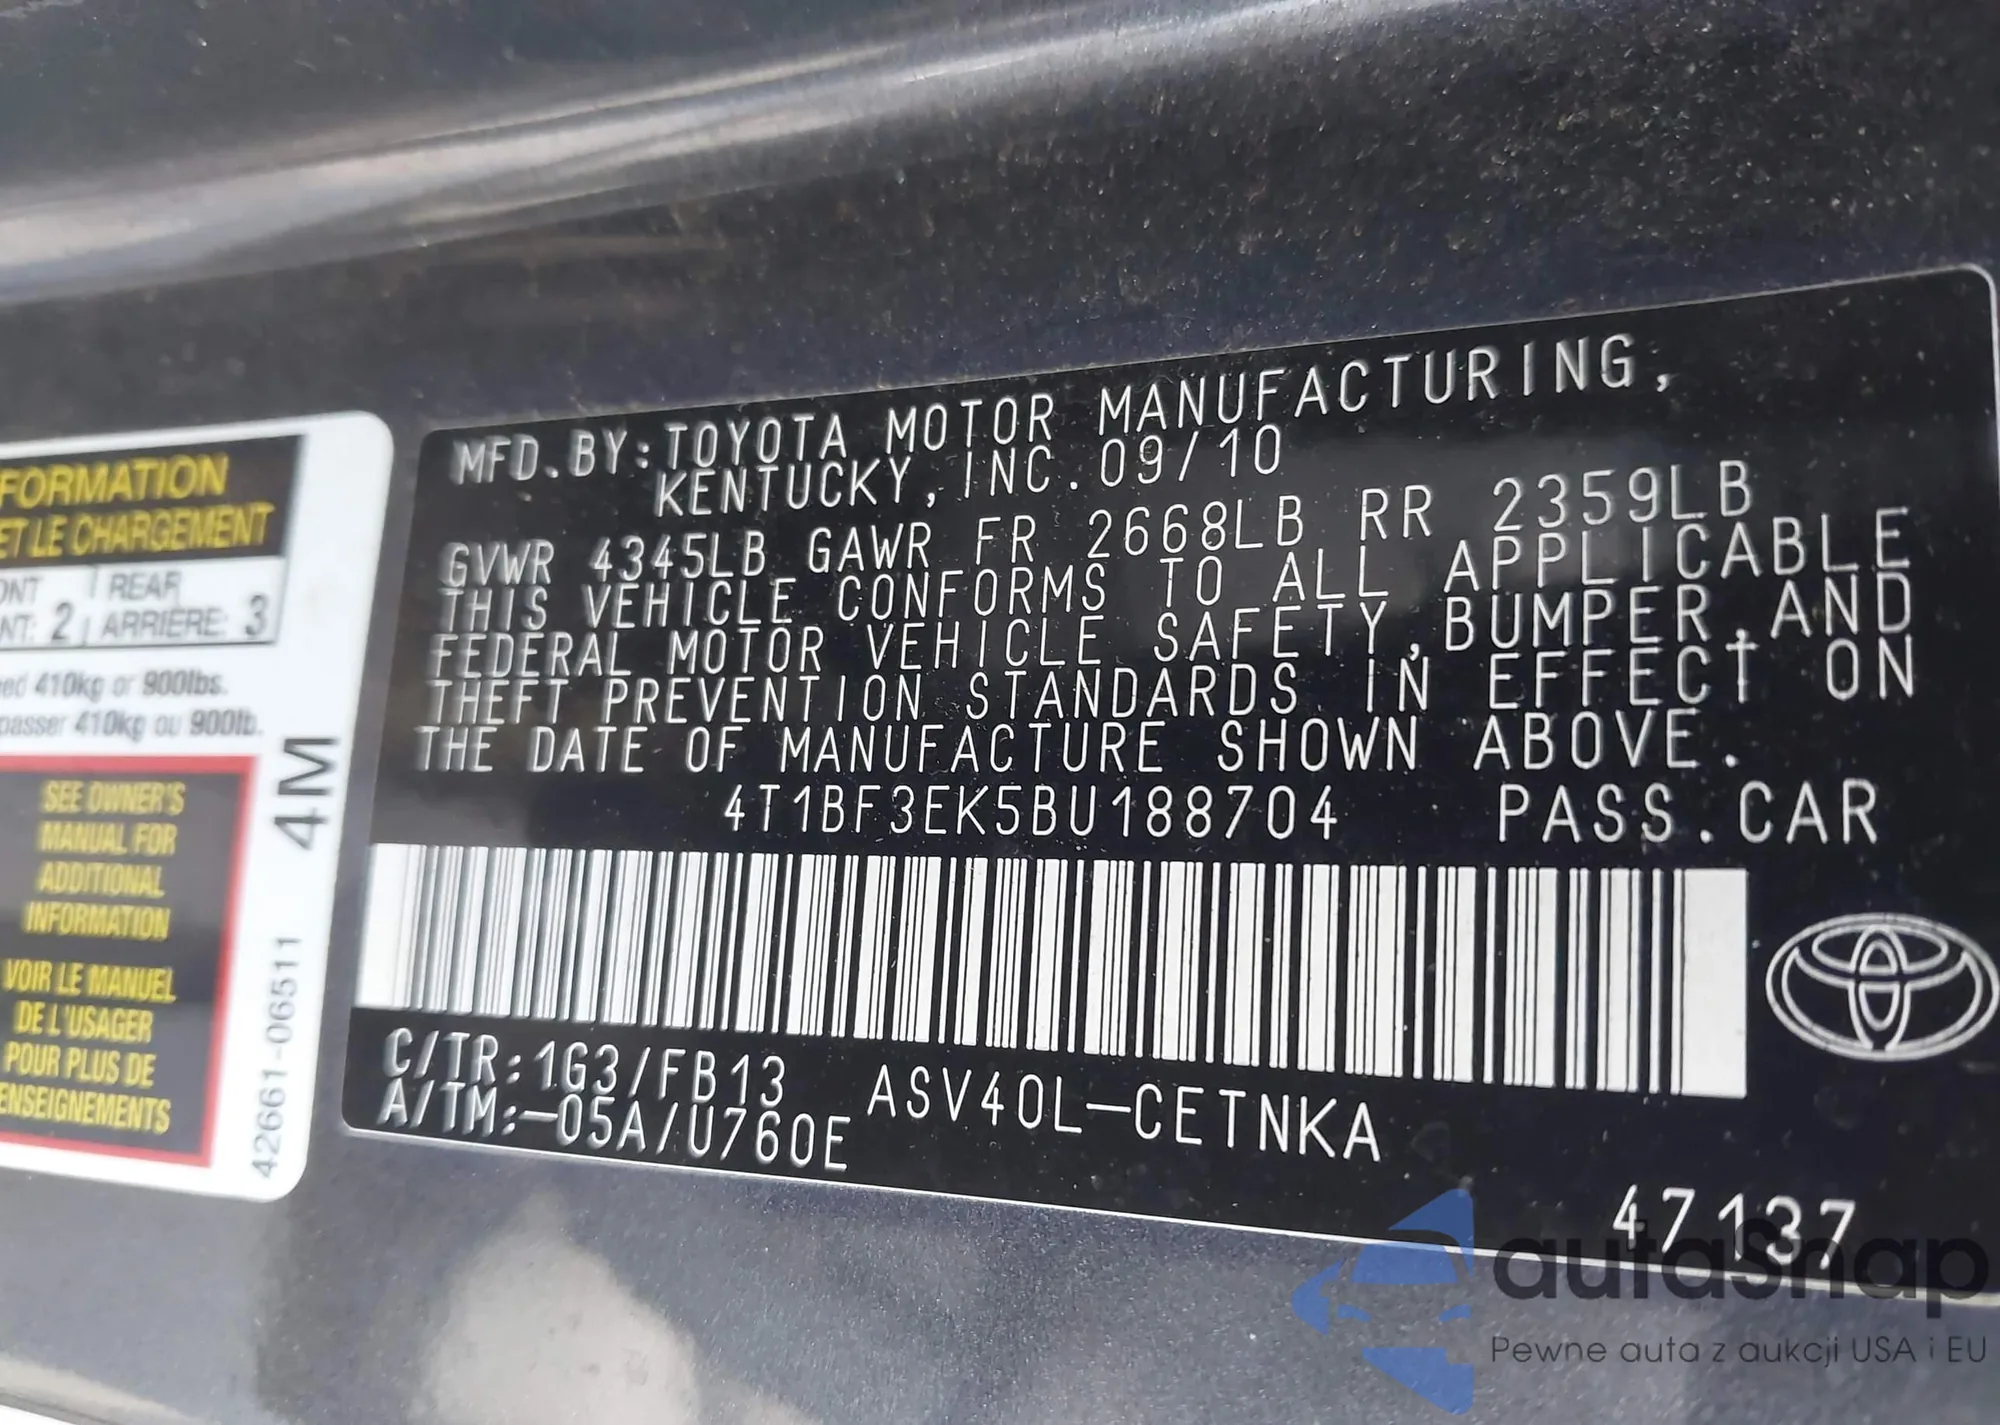 FORMATION
ET LE CHARGEMENT
REAR
2 ARRIÈRE: 3
410kg or 900lbs.
passer 410kg ou 900lb.
SEE OWNER'S
MANUAL FOR
ADDITIONAL
INFORMATION
VOIR LE MANUEL
DE L'USAGER
POUR PLUS DE
ENSEIGNEMENTS
4M
42661-06511
MFD.BY:TOYOTA MOTOR MANUFACTURING,
KENTUCKY,INC.09/10
GVWR 4345LB GAWR FR 2668LB RR 2359LB
THIS VEHICLE CONFORMS TO ALL APPLICABLE
FEDERAL MOTOR VEHICLE SAFETY,BUMPER,AND
THEFT PREVENTION STANDARDS IN EFFECT ON
THE DATE OF MANUFACTURE SHOWN ABOVE.
4T1BF3EK5BU188704 PASS.CAR
C/TR:1G3/FB13 ASV40L-CETNKA
A/TM:-05A/U760E
47137
autasnap
Pewne auta z aukcji USA i EU